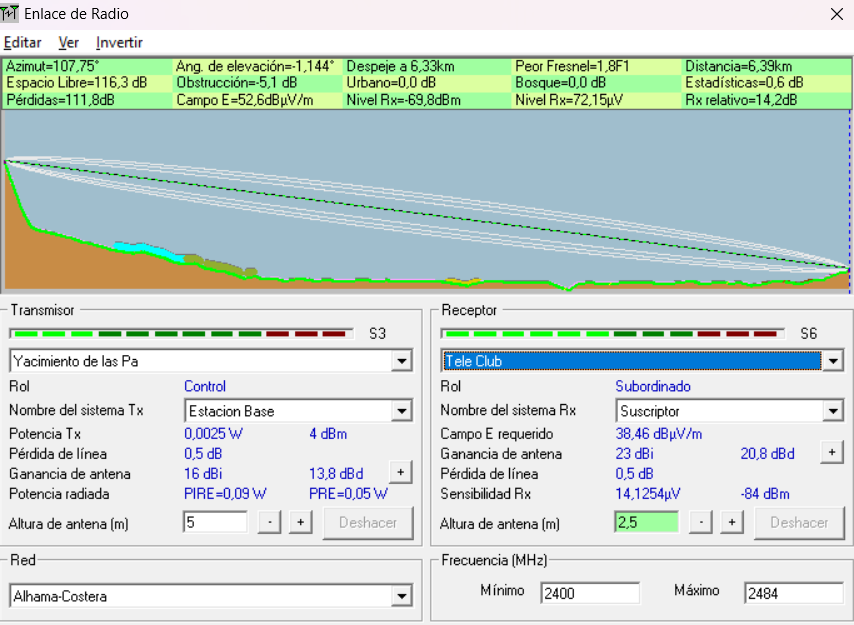 Enlace de Radio
Editar Ver Invertir
Azimut=107,75° Ang. de elevación=-1,144° Despeje a 6,33km Peor Fresnel=1,8F1 Distancia=6,39km
Espacio Libre=116,3 dB Obstrucción=-5,1 dB Urbano=0,0 dB Bosque=0,0 dB Estadísticas=0,6 dB
Pérdidas=111,8dB Campo E=52,6dBµV/m Nivel Rx=-69,8dBm Nivel Rx=72,15µV Rx relativo=14,2dB
Transmisor
S3
Yacimiento de las Pa
Rol Control
Nombre del sistema Tx Estacion Base
Potencia Tx 0,0025 W 4 dBm
Pérdida de línea 0,5 dB
Ganancia de antena 16 dBi 13,8 dBd +
Potencia radiada PIRE=0,09 W PRE=0,05 W
Altura de antena (m) 5 - + Deshacer
Red
Alhama-Costera
Receptor
S6
Tele Club
Rol Subordinado
Nombre del sistema Rx Suscriptor
Campo E requerido 38,46 dBµV/m
Ganancia de antena 23 dBi 20,8 dBd +
Pérdida de línea 0,5 dB
Sensibilidad Rx 14,1254µV -84 dBm
Altura de antena (m) 2,5 - + Deshacer
Frecuencia (MHz)
Mínimo 2400 Máximo 2484